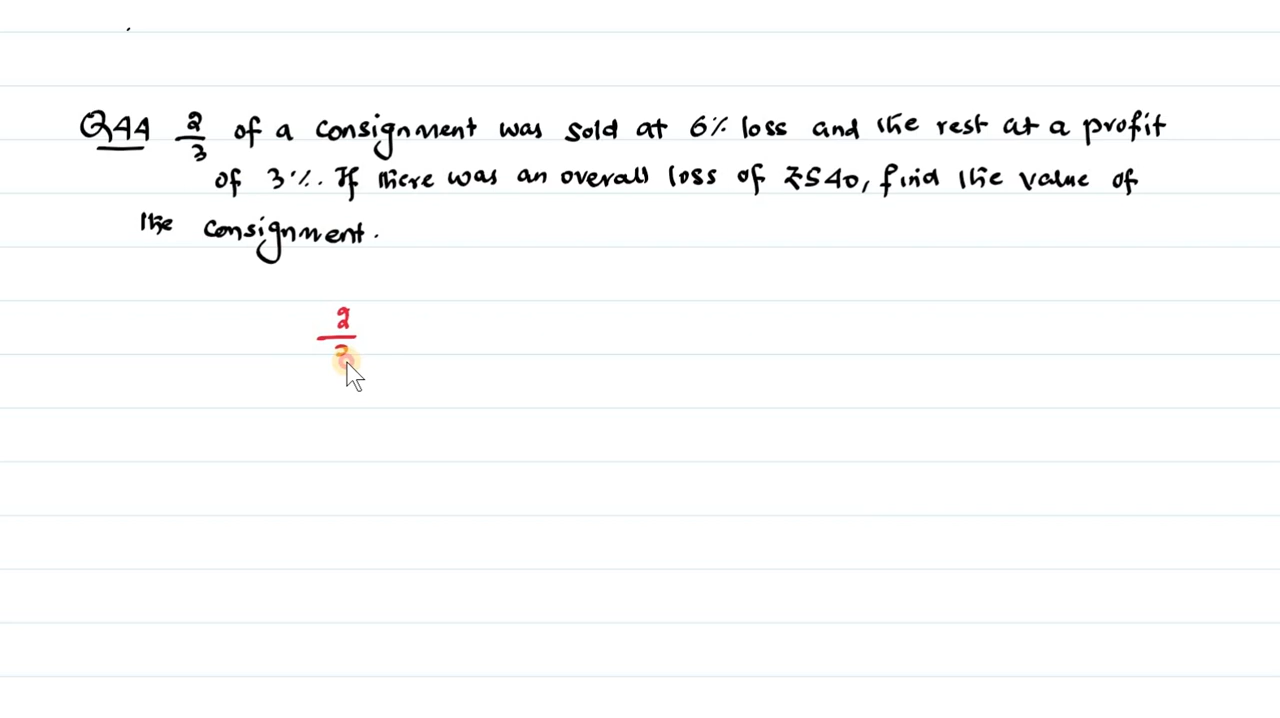 Q44 2/3 of a consignment was sold at 6% loss and the rest at a profit
of 3%. If there was an overall loss of ₹540, find the value of
the consignment.
2/3